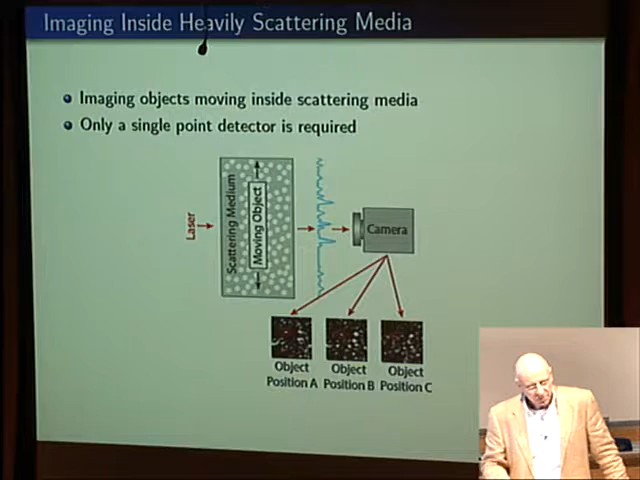 Imaging Inside Heavily Scattering Media
Imaging objects moving inside scattering media
Only a single point detector is required
Laser
Scattering Medium
Moving Object
Camera
Object
Position A
Object
Position B
Object
Position C